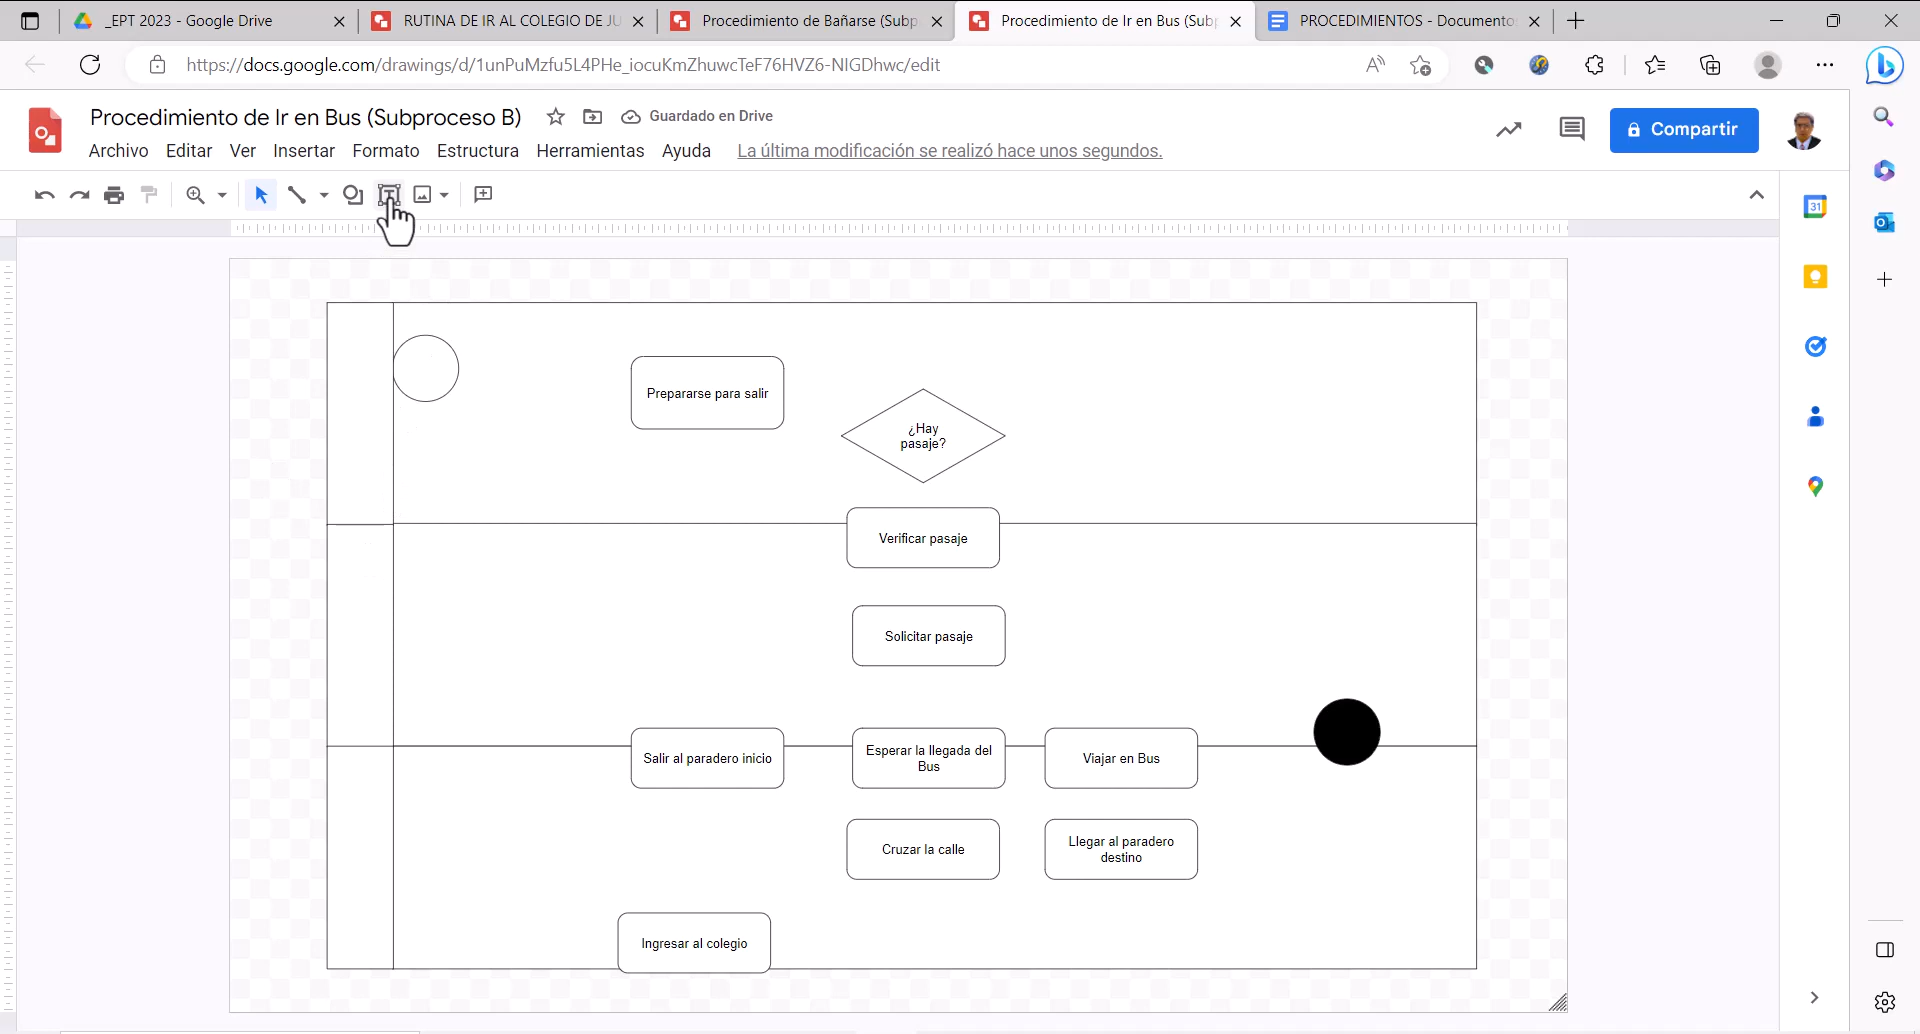 _EPT 2023 - Google Drive
RUTINA DE IR AL COLEGIO DE JU
Procedimiento de Bañarse (Subp
Procedimiento de Ir en Bus (Subp
PROCEDIMIENTOS - Documento
https://docs.google.com/drawings/d/1unPuMzfu5L4PHe_iocuKmZhuwcTeF76HVZ6-NIGDhwc/edit
Procedimiento de Ir en Bus (Subproceso B)
Guardado en Drive
Compartir
Archivo Editar Ver Insertar Formato Estructura Herramientas Ayuda La última modificación se realizó hace unos segundos.
31
Prepararse para salir
¿Hay
pasaje?
Verificar pasaje
Solicitar pasaje
Salir al paradero inicio
Esperar la llegada del
Bus
Viajar en Bus
Cruzar la calle
Llegar al paradero
destino
Ingresar al colegio